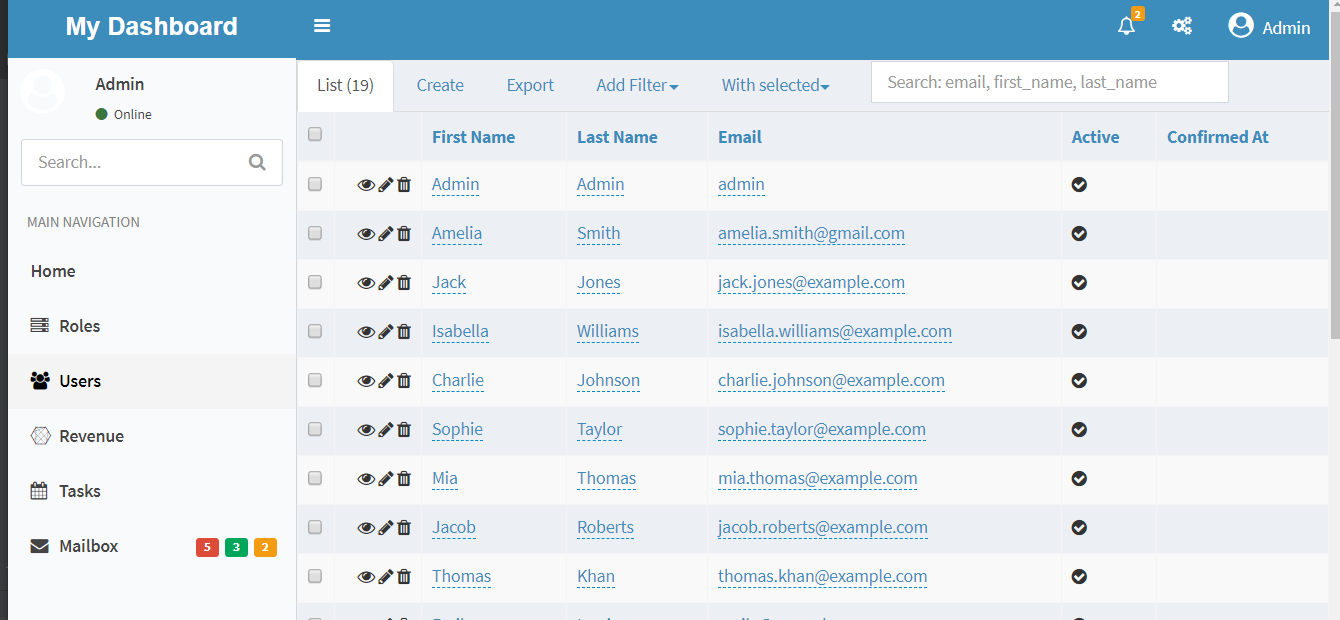 My Dashboard
2
Admin
Admin
Online
Search...
MAIN NAVIGATION
Home
Roles
Users
Revenue
Tasks
Mailbox 5 3 2
List (19) Create Export Add Filter With selected Search: email, first_name, last_name
First Name Last Name Email Active Confirmed At
Admin Admin admin
Amelia Smith amelia.smith@gmail.com
Jack Jones jack.jones@example.com
Isabella Williams isabella.williams@example.com
Charlie Johnson charlie.johnson@example.com
Sophie Taylor sophie.taylor@example.com
Mia Thomas mia.thomas@example.com
Jacob Roberts jacob.roberts@example.com
Thomas Khan thomas.khan@example.com